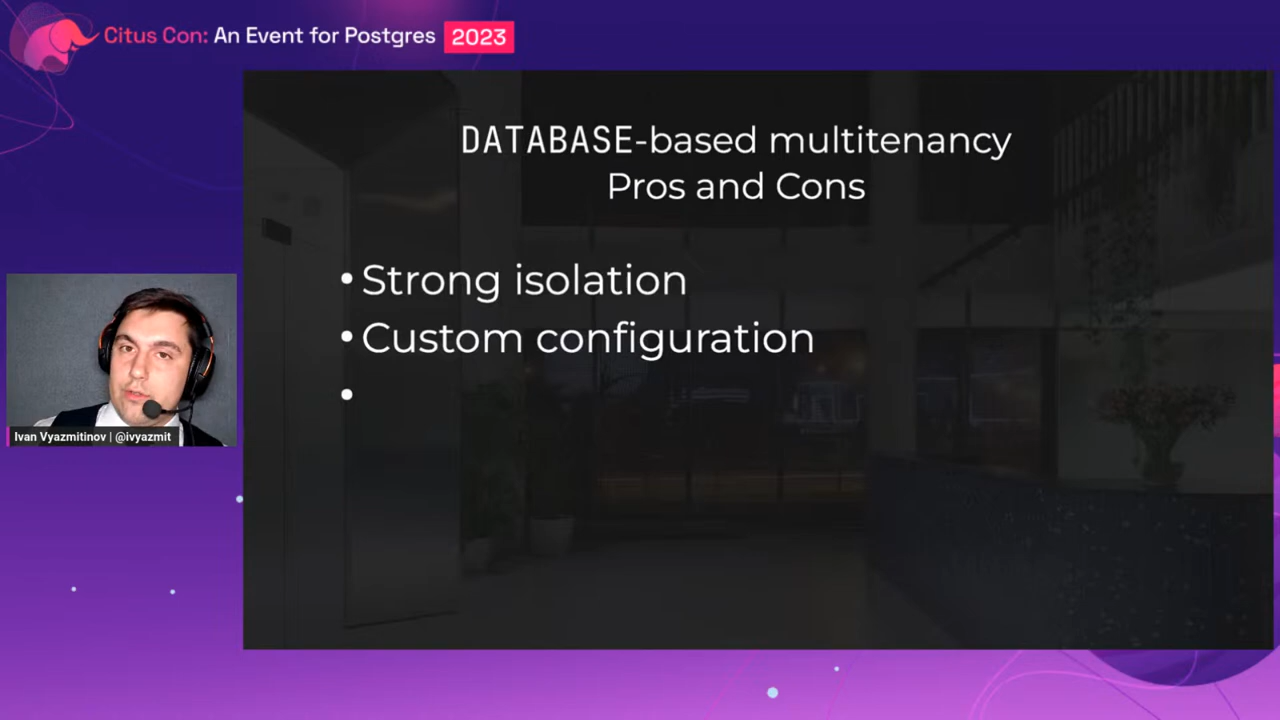 Citus Con: An Event for Postgres 2023
DATABASE-based multitenancy
Pros and Cons
• Strong isolation
• Custom configuration
•
Ivan Vyazmitinov | @ivyazmit